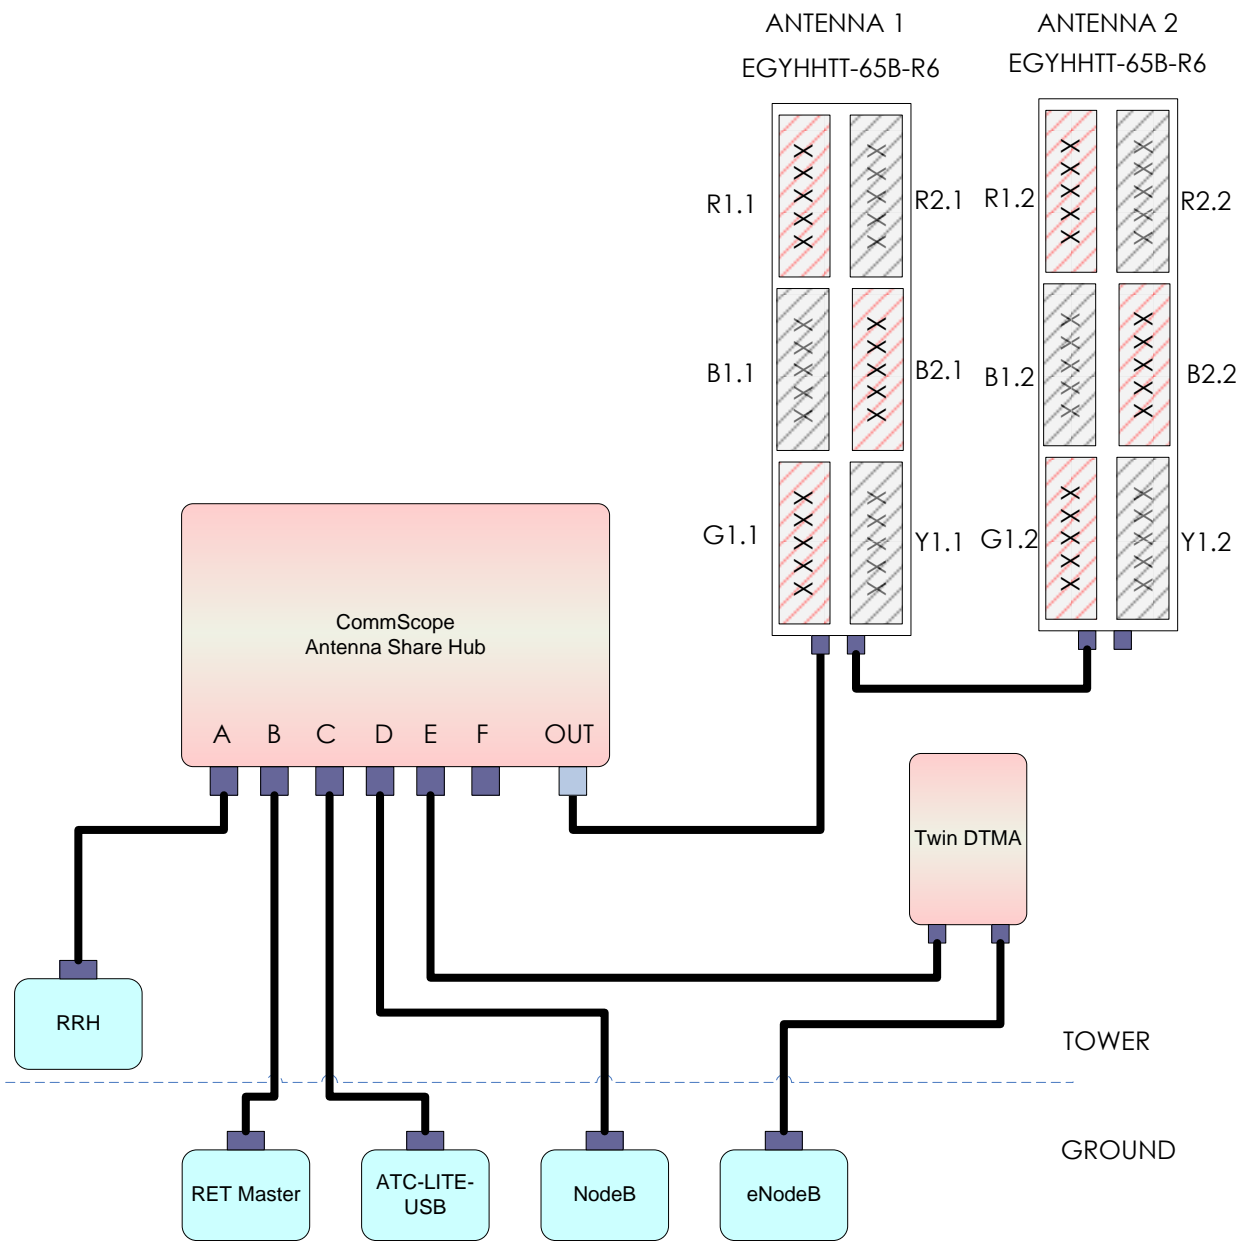 ANTENNA 1
ANTENNA 2
EGYHHTT-65B-R6
EGYHHTT-65B-R6
R1.1
R2.1
R1.2
R2.2
B1.1
B2.1
B1.2
B2.2
G1.1
Y1.1
G1.2
Y1.2
CommScope
Antenna Share Hub
A
B
C
D
E
F
OUT
Twin DTMA
RRH
TOWER
GROUND
RET Master
ATC-LITE-
USB
NodeB
eNodeB